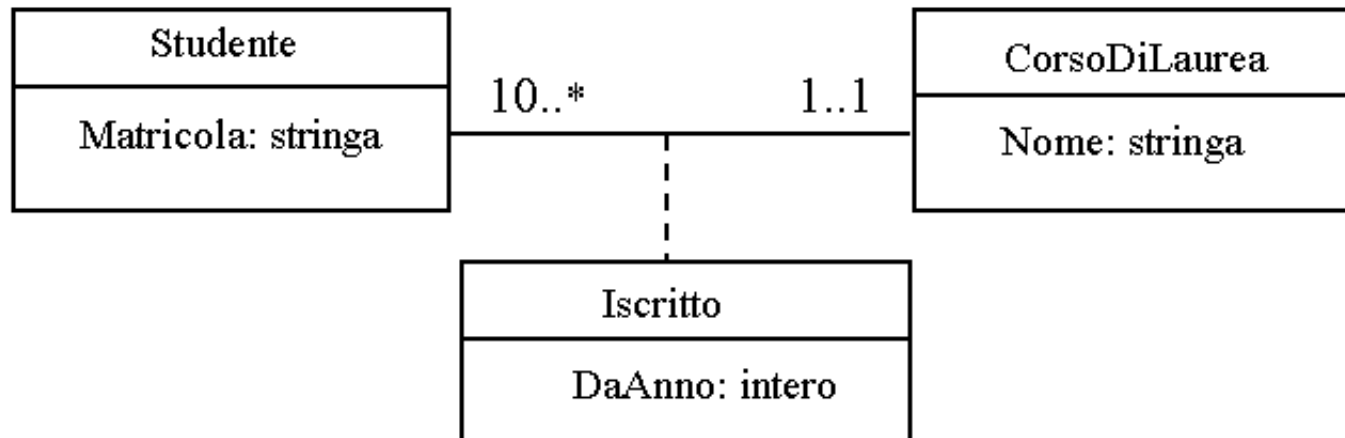 Studente
Matricola: stringa
10..*
1..1
CorsoDiLaurea
Nome: stringa
Iscritto
DaAnno: intero